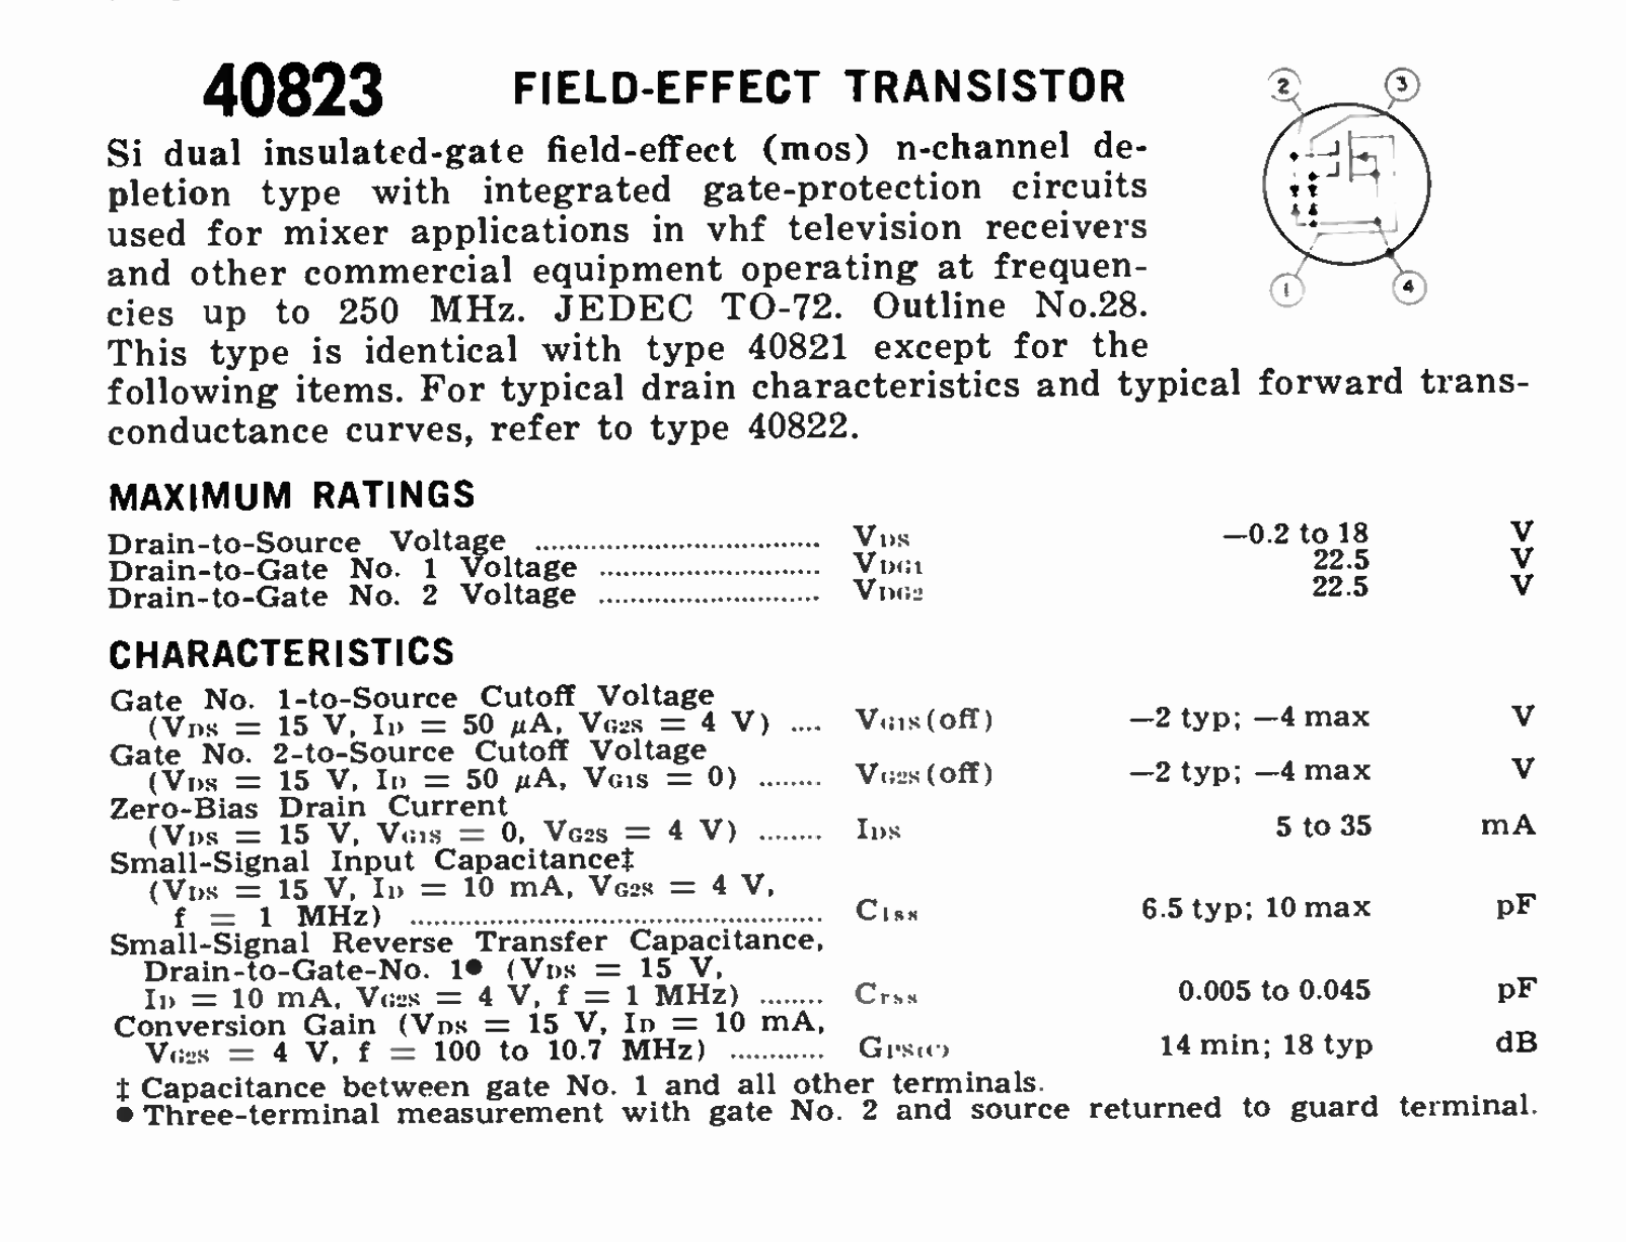 40823 FIELD-EFFECT TRANSISTOR
2 3
Si dual insulated-gate field-effect (mos) n-channel de-
pletion type with integrated gate-protection circuits
used for mixer applications in vhf television receivers
and other commercial equipment operating at frequen-
1 4
cies up to 250 MHz. JEDEC TO-72. Outline No.28.
This type is identical with type 40821 except for the
following items. For typical drain characteristics and typical forward trans-
conductance curves, refer to type 40822.
MAXIMUM RATINGS
Drain-to-Source Voltage .................................... VDS −0.2 to 18 V
Drain-to-Gate No. 1 Voltage ............................ VDG1 22.5 V
Drain-to-Gate No. 2 Voltage ............................ VDG2 22.5 V
CHARACTERISTICS
Gate No. 1-to-Source Cutoff Voltage
(VDS = 15 V, ID = 50 μA, VG2S = 4 V) .... VG1S(off) −2 typ; −4 max V
Gate No. 2-to-Source Cutoff Voltage
(VDS = 15 V, ID = 50 μA, VG1S = 0) ........ VG2S(off) −2 typ; −4 max V
Zero-Bias Drain Current
(VDS = 15 V, VG1S = 0, VG2S = 4 V) ........ IDS 5 to 35 mA
Small-Signal Input Capacitance‡
(VDS = 15 V, ID = 10 mA, VG2S = 4 V,
f = 1 MHz) .................................................... Ciss 6.5 typ; 10 max pF
Small-Signal Reverse Transfer Capacitance,
Drain-to-Gate-No. 1● (VDS = 15 V,
ID = 10 mA, VG2S = 4 V, f = 1 MHz) ........ Crss 0.005 to 0.045 pF
Conversion Gain (VDS = 15 V, ID = 10 mA,
VG2S = 4 V, f = 100 to 10.7 MHz) ............ GPS(C) 14 min; 18 typ dB
‡ Capacitance between gate No. 1 and all other terminals.
● Three-terminal measurement with gate No. 2 and source returned to guard terminal.